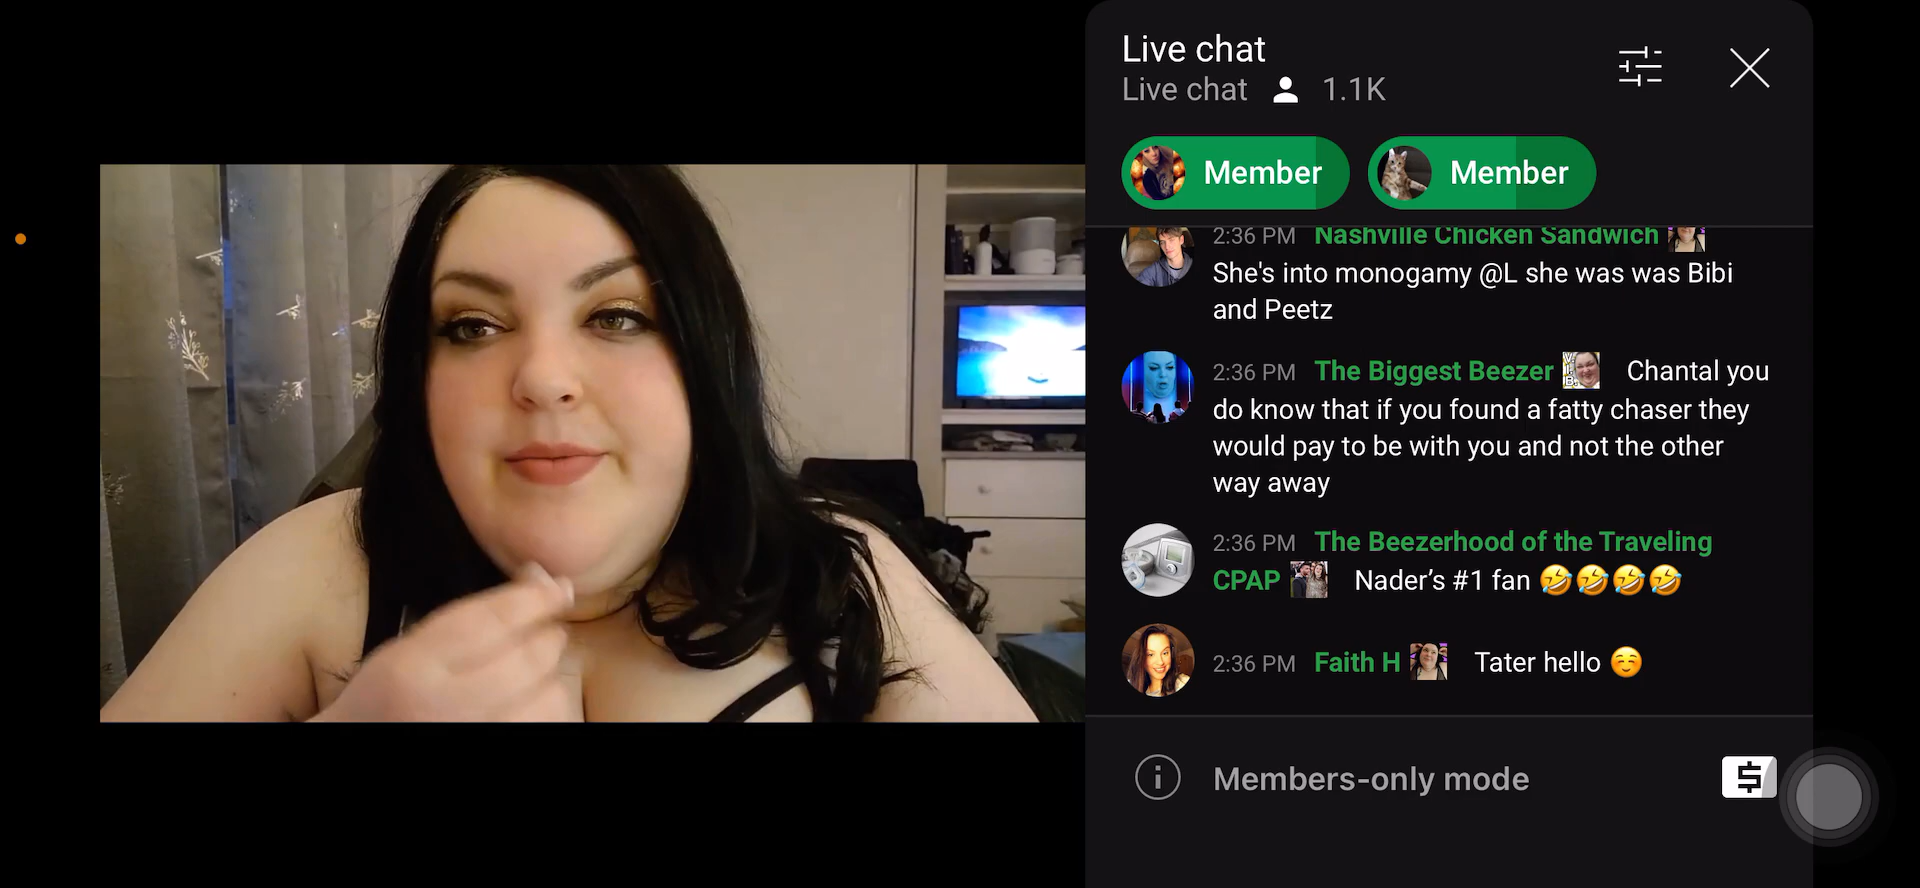 Live chat
Live chat 1.1K
Member Member
2:36 PM Nashville Chicken Sandwich
She's into monogamy @L she was was Bibi
and Peetz
2:36 PM The Biggest Beezer Chantal you
do know that if you found a fatty chaser they
would pay to be with you and not the other
way away
2:36 PM The Beezerhood of the Traveling
CPAP Nader’s #1 fan 🤣🤣🤣🤣
2:36 PM Faith H Tater hello ☺️
Members-only mode
$